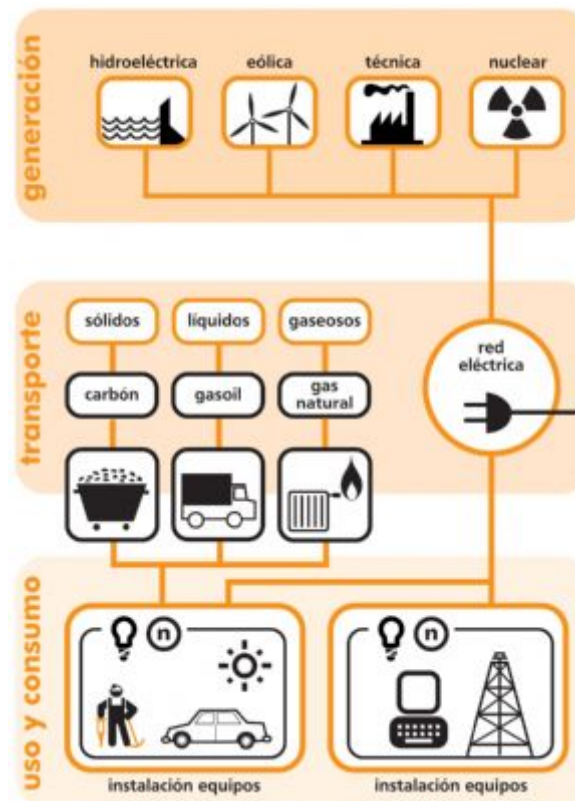 generación
hidroeléctrica
eólica
técnica
nuclear
transporte
sólidos
líquidos
gaseosos
carbón
gasoil
gas
natural
red
eléctrica
uso y consumo
n
n
instalación equipos
instalación equipos